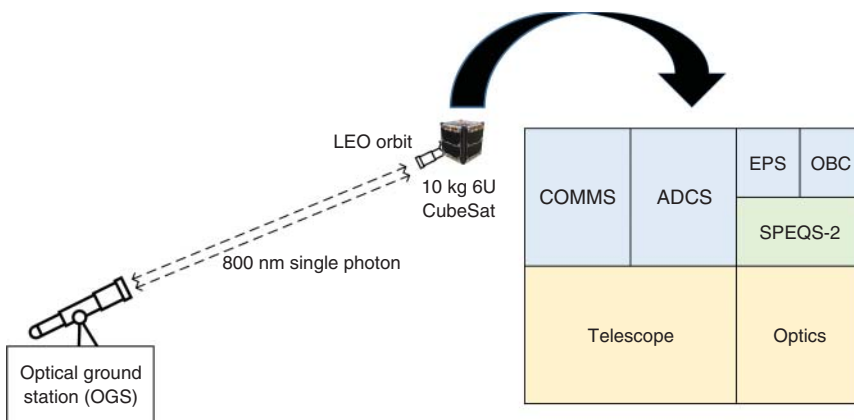 LEO orbit
10 kg 6U
CubeSat
800 nm single photon
Optical ground
station (OGS)
COMMS
ADCS
EPS
OBC
SPEQS-2
Telescope
Optics